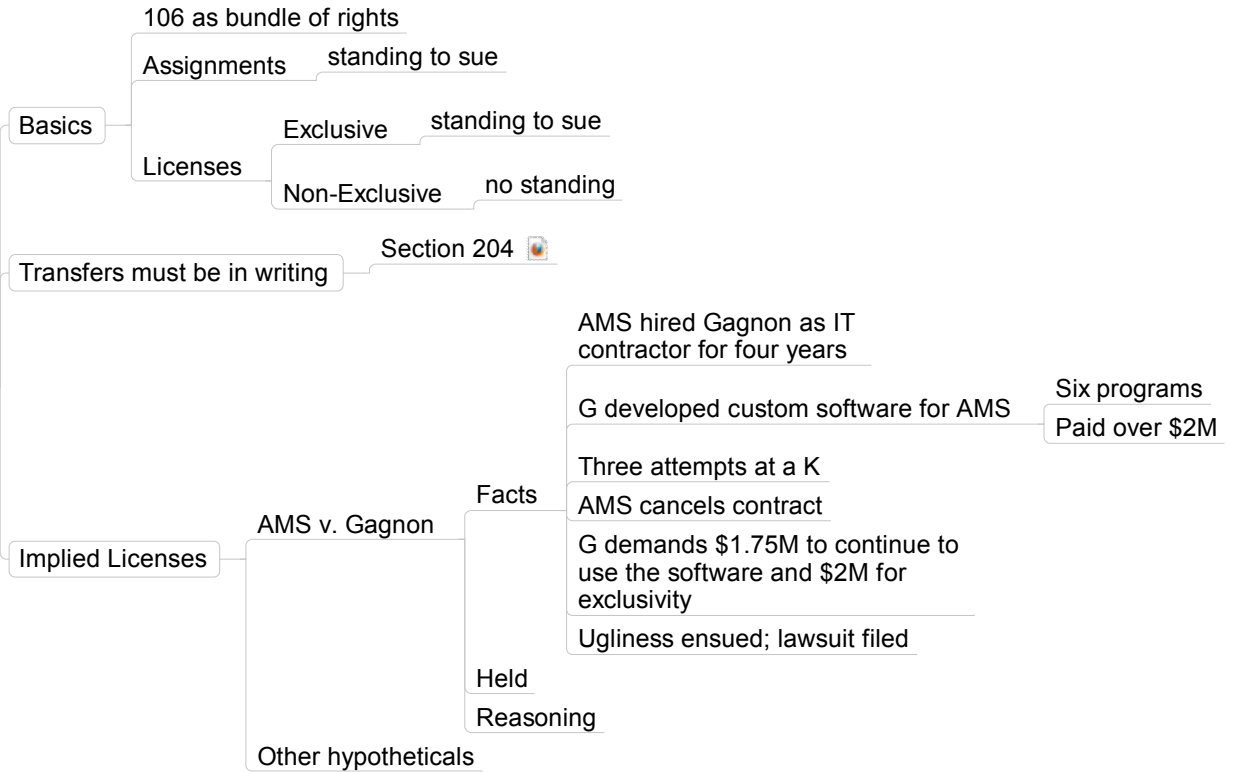 106 as bundle of rights
Assignments
standing to sue
Basics
Exclusive
standing to sue
Licenses
Non-Exclusive
no standing
Transfers must be in writing
Section 204
AMS hired Gagnon as IT
contractor for four years
G developed custom software for AMS
Six programs
Paid over $2M
Three attempts at a K
Facts
AMS cancels contract
AMS v. Gagnon
Implied Licenses
G demands $1.75M to continue to
use the software and $2M for
exclusivity
Ugliness ensued; lawsuit filed
Held
Reasoning
Other hypotheticals